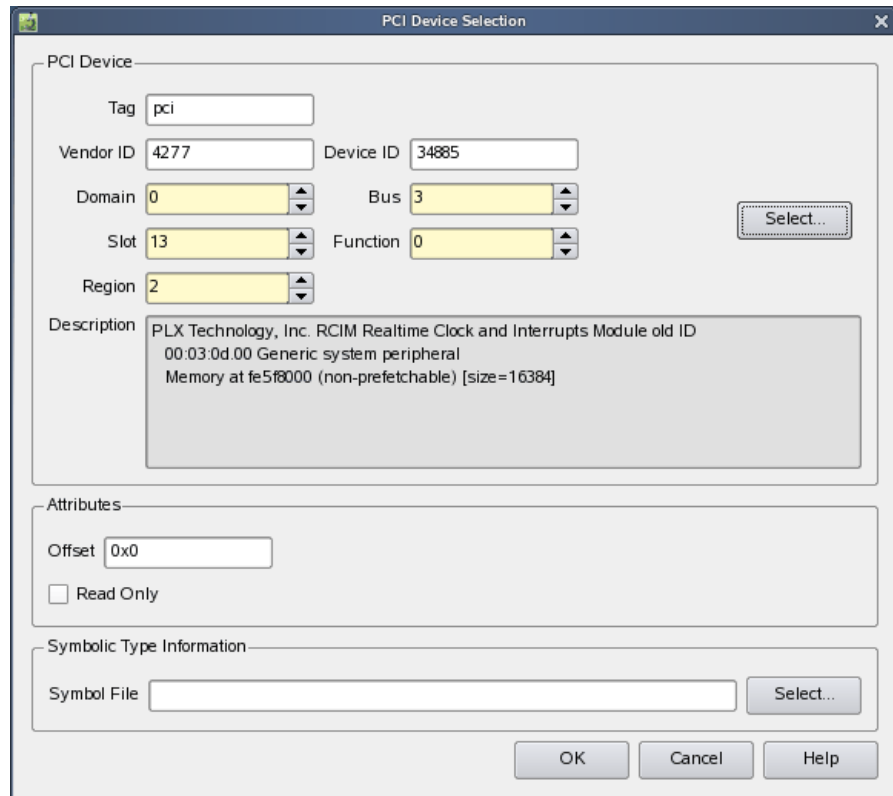 PCI Device Selection
PCI Device
Tag pci
Vendor ID 4277 Device ID 34885
Domain 0 Bus 3
Select...
Slot 13 Function 0
Region 2
Description PLX Technology, Inc. RCIM Realtime Clock and Interrupts Module old ID
00:03:0d.00 Generic system peripheral
Memory at fe5f8000 (non-prefetchable) [size=16384]
Attributes
Offset 0x0
Read Only
Symbolic Type Information
Symbol File Select...
OK Cancel Help